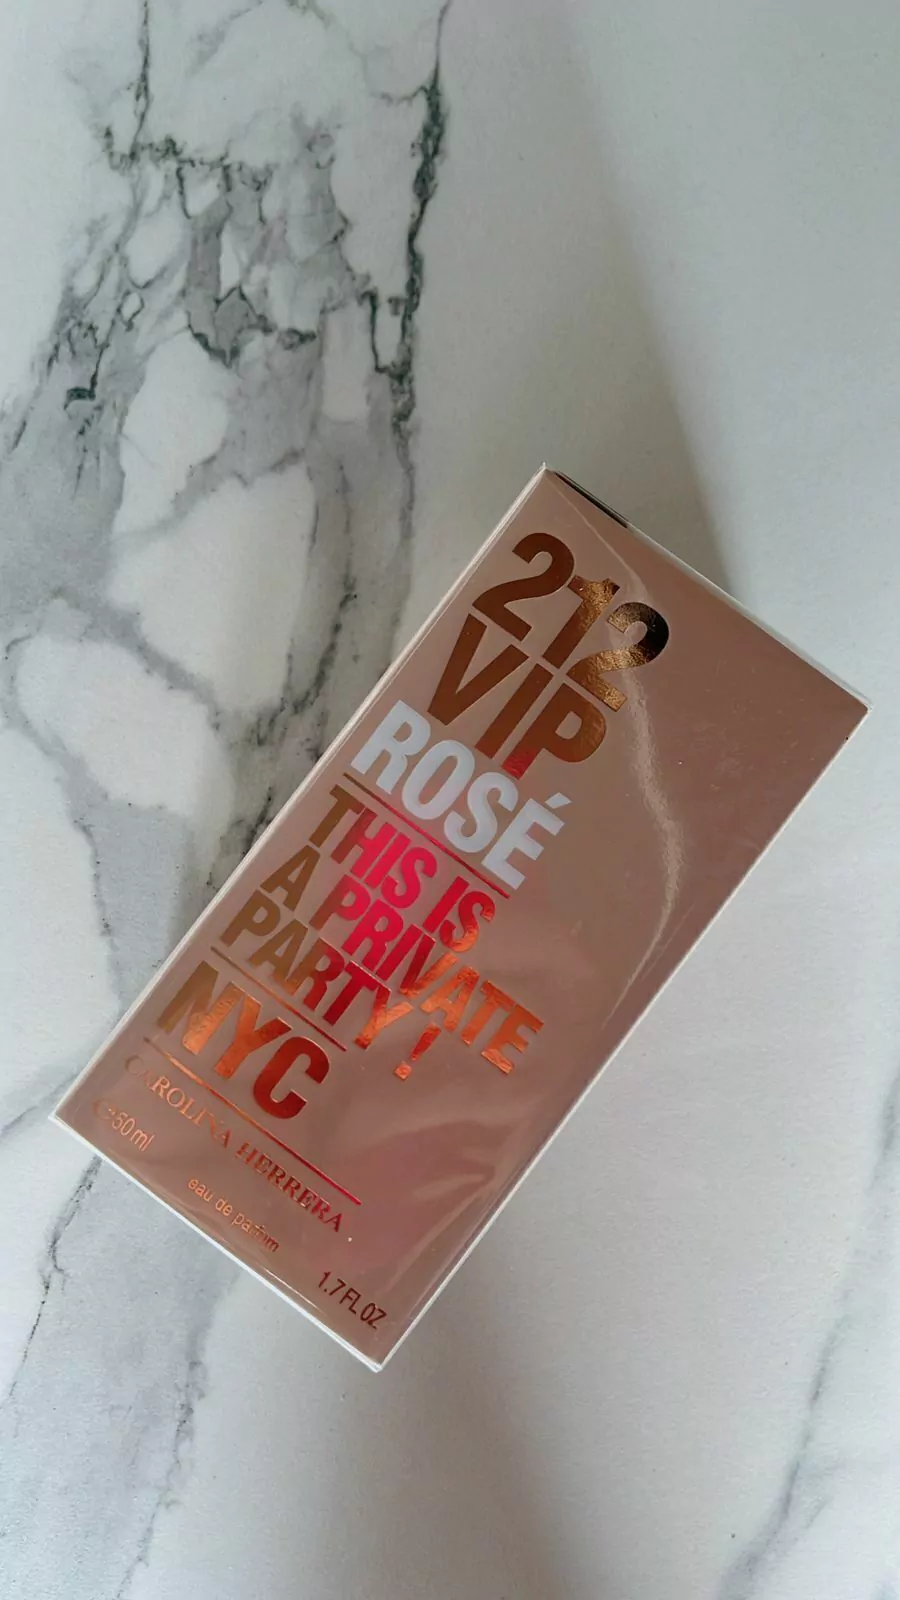 212
VIP
ROSÉ
THIS IS
A PRIVATE
PARTY!
NYC
CAROLINA HERRERA
℮50ml
eau de parfum
1.7 FL OZ